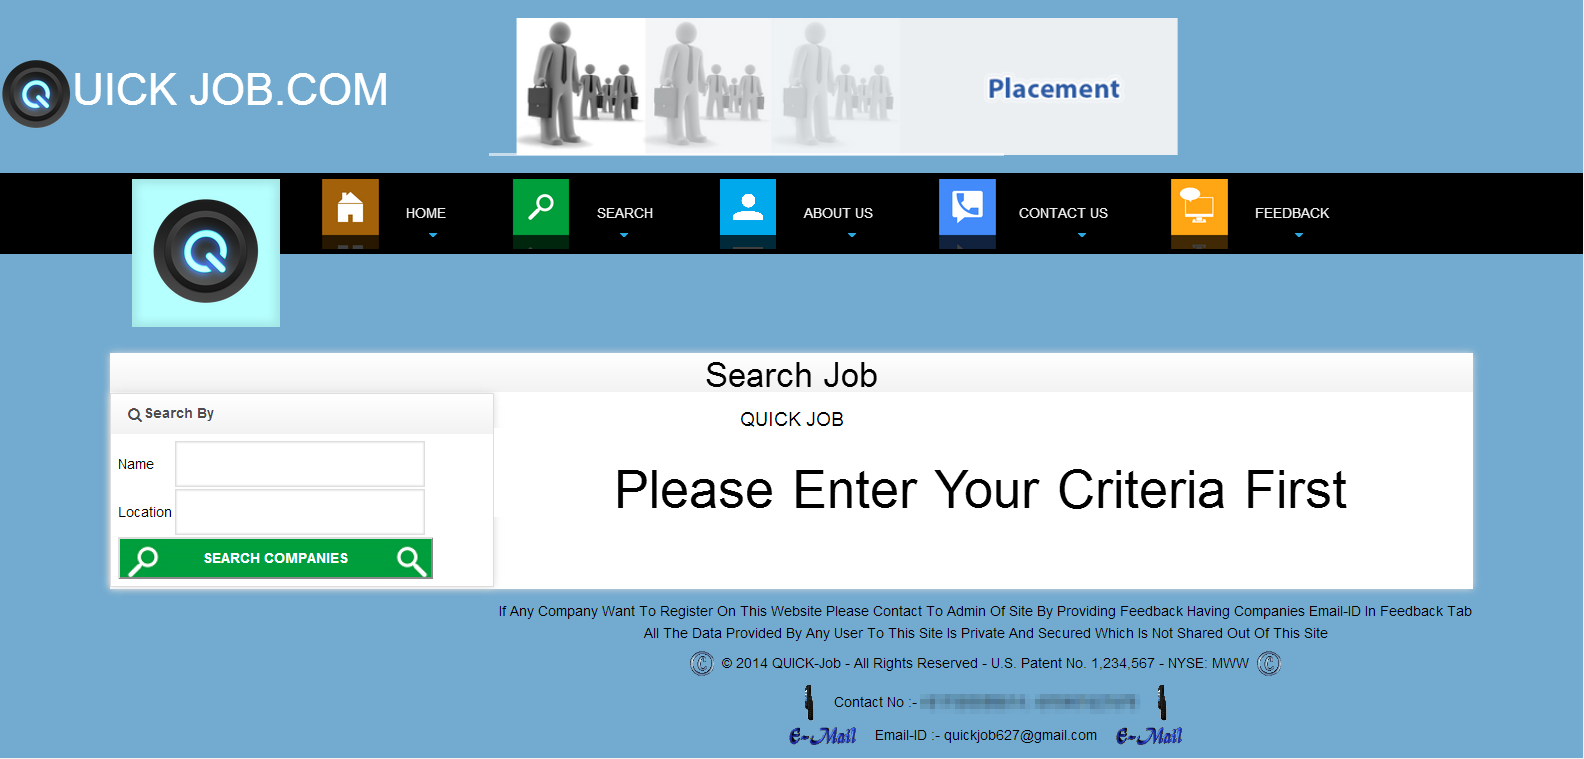 UICK JOB.COM
Placement
HOME
SEARCH
ABOUT US
CONTACT US
FEEDBACK
Search Job
Search By
QUICK JOB
Name
Please Enter Your Criteria First
Location
SEARCH COMPANIES
If Any Company Want To Register On This Website Please Contact To Admin Of Site By Providing Feedback Having Companies Email-ID In Feedback Tab
All The Data Provided By Any User To This Site Is Private And Secured Which Is Not Shared Out Of This Site
© © 2014 QUICK-Job - All Rights Reserved - U.S. Patent No. 1,234,567 - NYSE: MWW ©
Contact No :-
E-Mail Email-ID :- quickjob627@gmail.com E-Mail